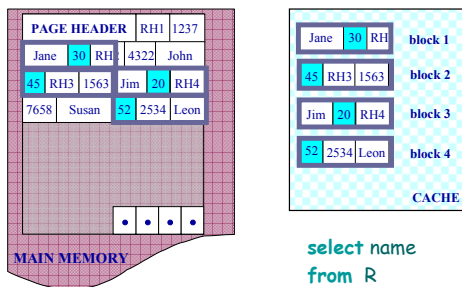 PAGE HEADER RH1 1237
Jane 30 RH2 4322 John
45 RH3 1563 Jim 20 RH4
7658 Susan 52 2534 Leon
MAIN MEMORY
Jane 30 RH block 1
45 RH3 1563 block 2
Jim 20 RH4 block 3
52 2534 Leon block 4
CACHE
select name
from R